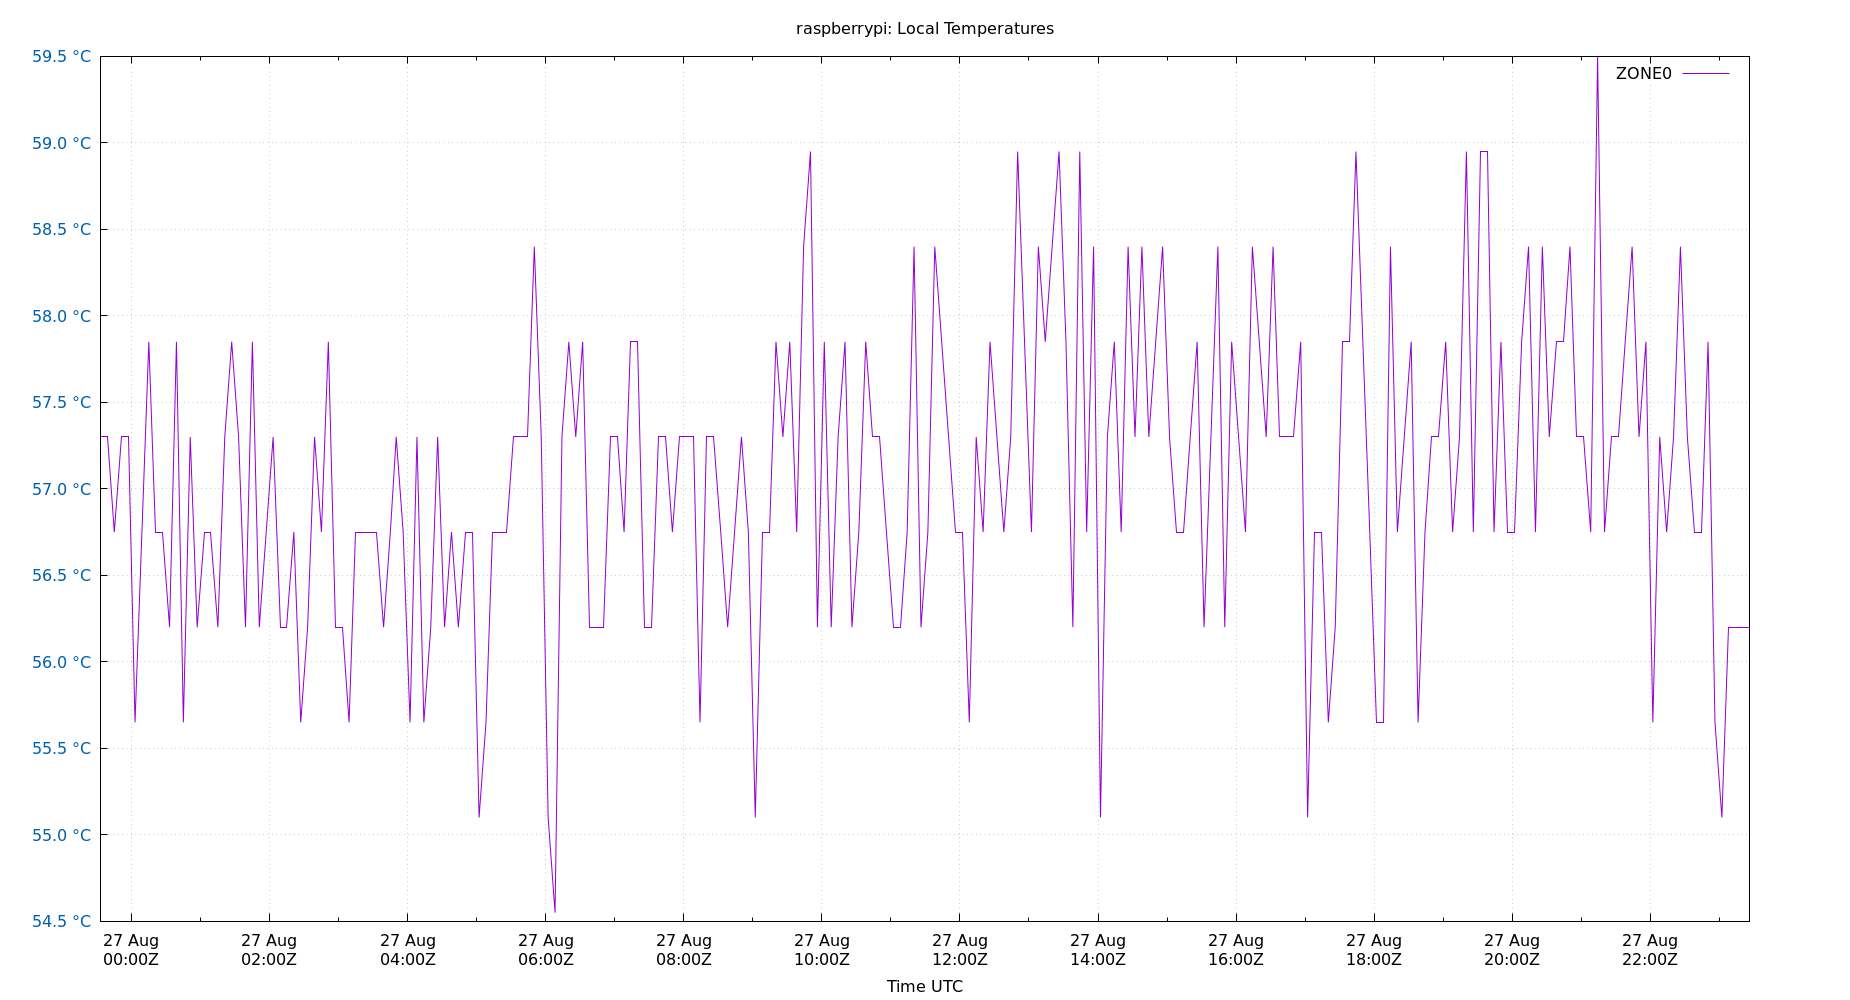 raspberrypi: Local Temperatures
59.5 °C
59.0 °C
58.5 °C
58.0 °C
57.5 °C
57.0 °C
56.5 °C
56.0 °C
55.5 °C
55.0 °C
54.5 °C
ZONE0
27 Aug 27 Aug 27 Aug 27 Aug 27 Aug 27 Aug 27 Aug 27 Aug 27 Aug 27 Aug 27 Aug 27 Aug
00:00Z 02:00Z 04:00Z 06:00Z 08:00Z 10:00Z 12:00Z 14:00Z 16:00Z 18:00Z 20:00Z 22:00Z
Time UTC